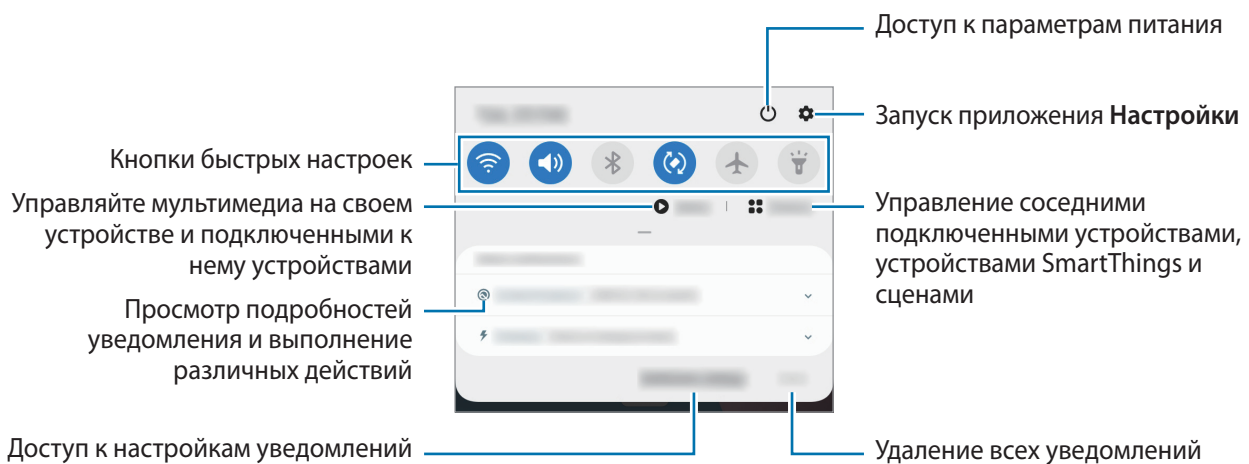 Доступ к параметрам питания
Запуск приложения Настройки
Кнопки быстрых настроек
Управляйте мультимедиа на своем
устройстве и подключенными к
нему устройствами
Управление соседними
подключенными устройствами,
устройствами SmartThings и
сценами
Просмотр подробностей
уведомления и выполнение
различных действий
Доступ к настройкам уведомлений
Удаление всех уведомлений